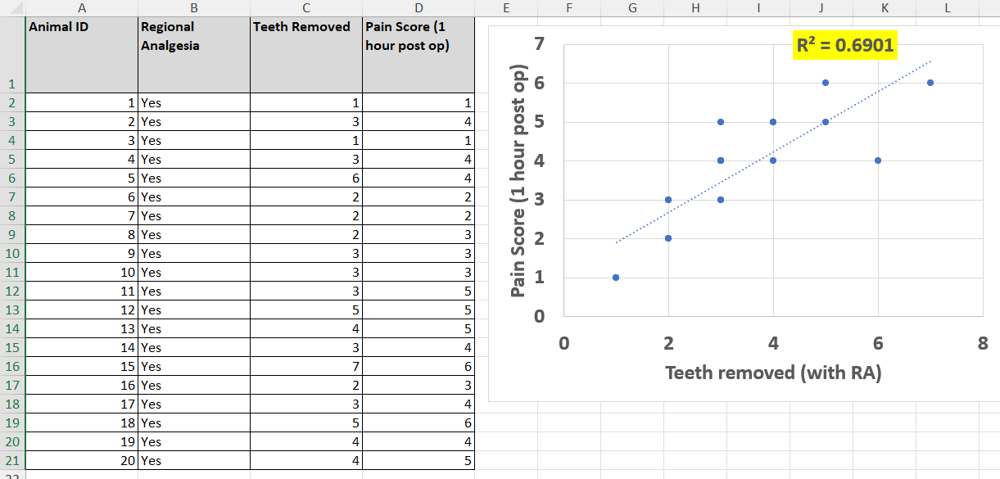 A B C D E F G H I J K L
1 Animal ID Regional Analgesia Teeth Removed Pain Score (1 hour post op)
2 1 Yes 1 1
3 2 Yes 3 4
4 3 Yes 1 1
5 4 Yes 3 4
6 5 Yes 6 4
7 6 Yes 2 2
8 7 Yes 2 2
9 8 Yes 2 3
10 9 Yes 3 3
11 10 Yes 3 3
12 11 Yes 3 5
13 12 Yes 5 5
14 13 Yes 4 5
15 14 Yes 3 4
16 15 Yes 7 6
17 16 Yes 2 3
18 17 Yes 3 4
19 18 Yes 5 6
20 19 Yes 4 4
21 20 Yes 4 5
R² = 0.6901
Pain Score (1 hour post op)
7
6
5
4
3
2
1
0
0 2 4 6 8
Teeth removed (with RA)